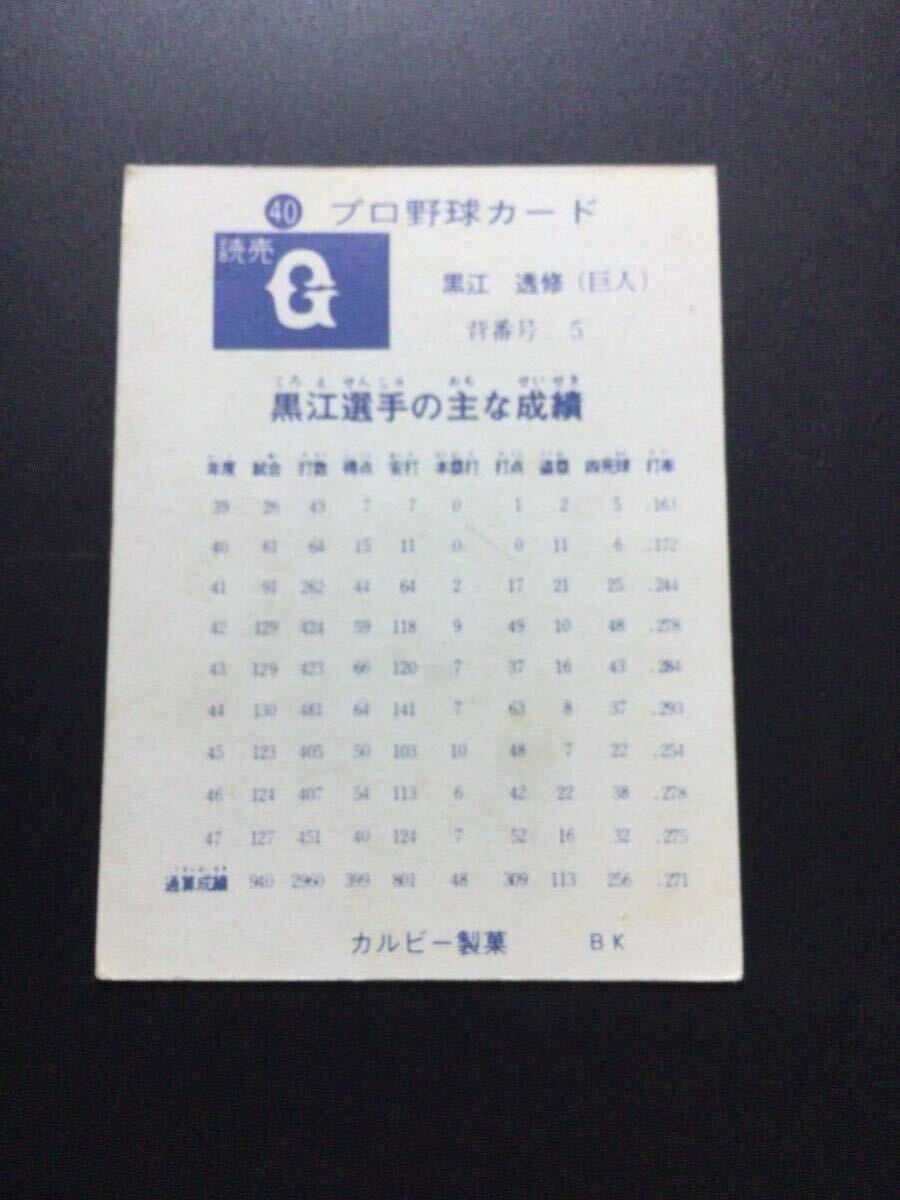 40 プロ野球カード
読売
G
黒江 透修（巨人）
背番号 5
くろえせんしゅ おも せいせき
黒江選手の主な成績
年度 試合 打数 得点 安打 本塁打 打点 盗塁 四死球 打率
39 26 43 7 7 0 1 2 5 .163
40 61 64 15 11 0 0 11 6 .172
41 91 262 44 64 2 17 21 25 .244
42 129 424 59 118 9 49 10 48 .278
43 129 423 66 120 7 37 16 43 .284
44 130 481 64 141 7 63 8 37 .293
45 123 405 50 103 10 48 7 22 .254
46 124 407 54 113 6 42 22 38 .278
47 127 451 40 124 7 52 16 32 .275
通算成績 940 2960 399 801 48 309 113 256 .271
カルビー製菓 BK